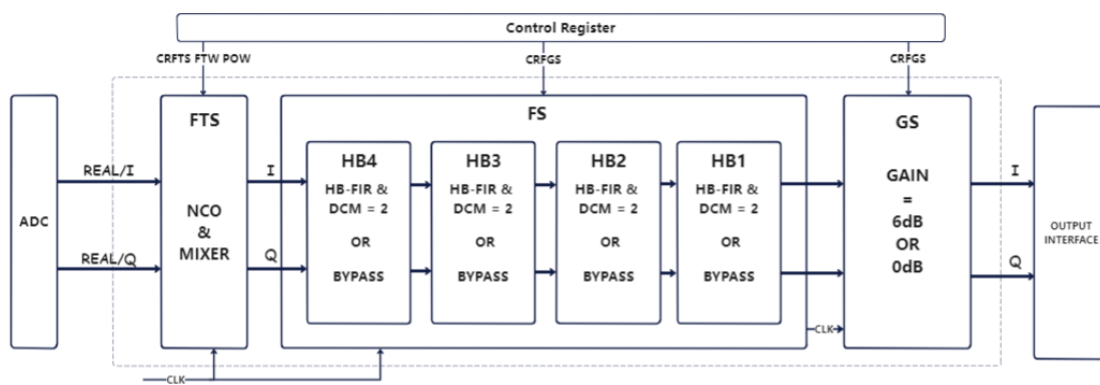 Control Register
CRFTS FTW POW
CRFGS
CRFGS
ADC
REAL/I
REAL/Q
FTS
NCO
&
MIXER
I
Q
FS
HB4
HB-FIR &
DCM = 2
OR
BYPASS
HB3
HB-FIR &
DCM = 2
OR
BYPASS
HB2
HB-FIR &
DCM = 2
OR
BYPASS
HB1
HB-FIR &
DCM = 2
OR
BYPASS
GS
GAIN
=
6dB
OR
0dB
I
Q
OUTPUT
INTERFACE
CLK
CLK